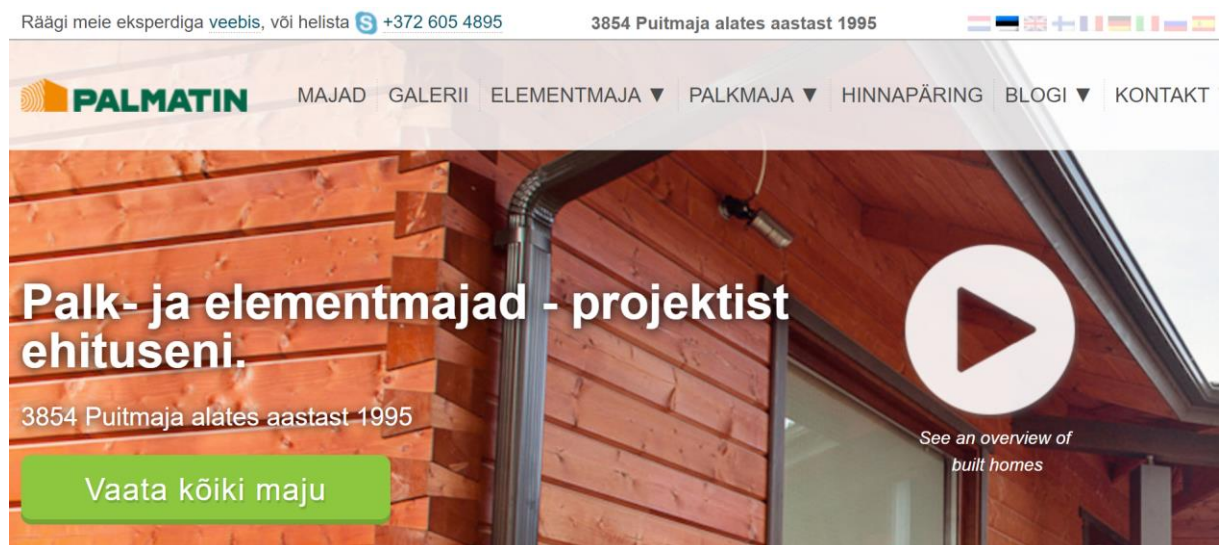 Räägi meie eksperdiga veebis, või helista +372 605 4895
3854 Puitmaja alates aastast 1995
PALMATIN
MAJAD GALERII ELEMENTMAJA ▼ PALKMAJA ▼ HINNAPÄRING BLOGI ▼ KONTAKT
Palk- ja elementmajad - projektist
ehituseni.
3854 Puitmaja alates aastast 1995
Vaata kõiki maju
See an overview of
built homes